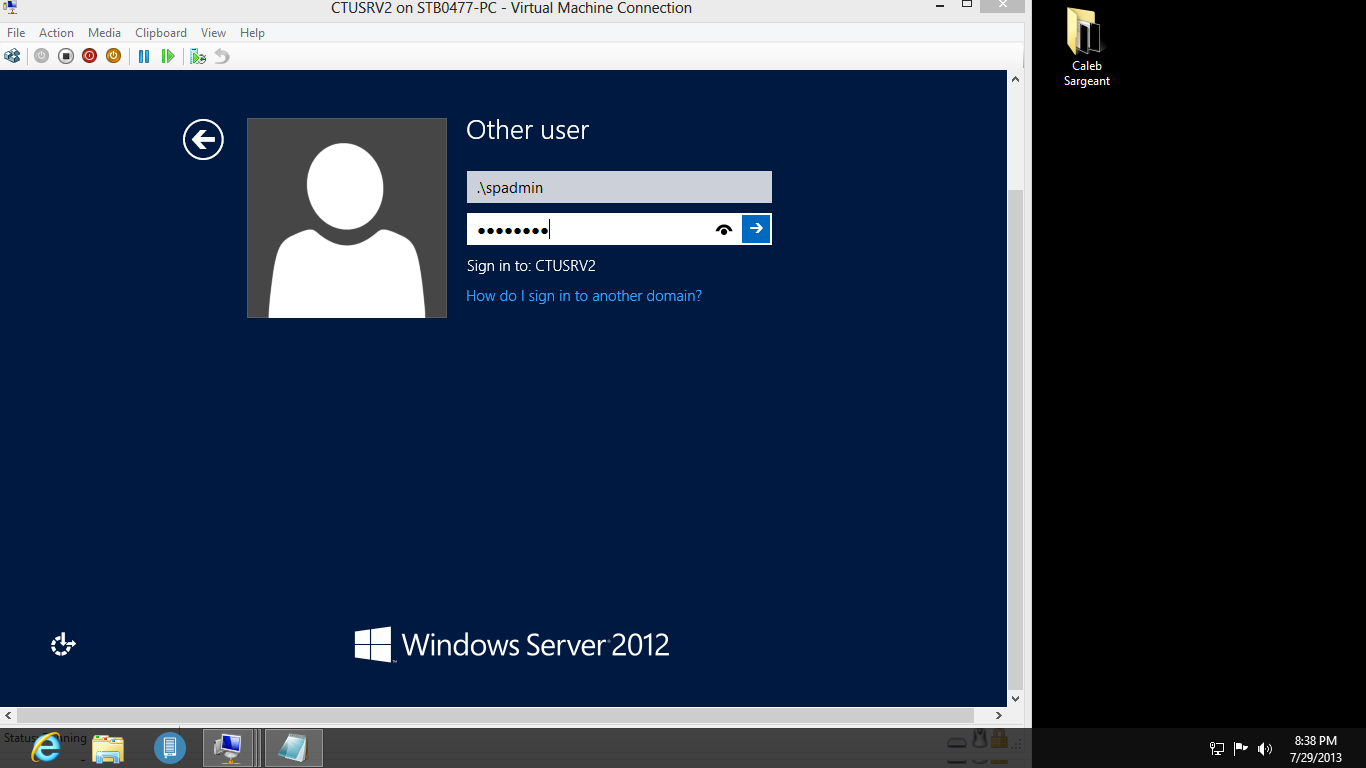 CTUSRV2 on STB0477-PC - Virtual Machine Connection
File Action Media Clipboard View Help
Caleb
Sargeant
Other user
.\spadmin
••••••••
Sign in to: CTUSRV2
How do I sign in to another domain?
Windows Server 2012
Status: Running
8:38 PM
7/29/2013